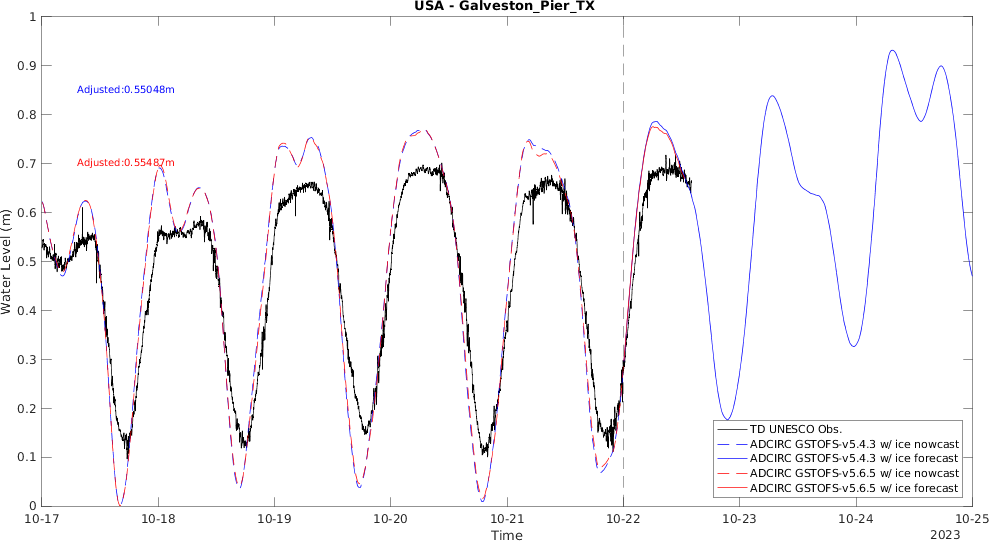 USA - Galveston_Pier_TX
1
0.9
0.8
0.7
0.6
0.5
0.4
0.3
0.2
0.1
0
Water Level (m)
Adjusted:0.55048m
Adjusted:0.55487m
TD UNESCO Obs.
ADCIRC GSTOFS-v5.4.3 w/ ice nowcast
ADCIRC GSTOFS-v5.4.3 w/ ice forecast
ADCIRC GSTOFS-v5.6.5 w/ ice nowcast
ADCIRC GSTOFS-v5.6.5 w/ ice forecast
10-17 10-18 10-19 10-20 10-21 10-22 10-23 10-24 10-25
Time
2023